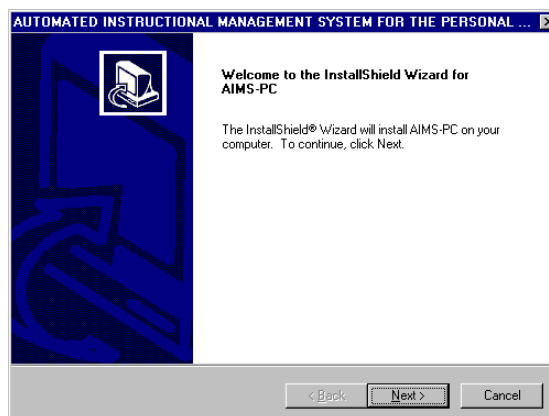 AUTOMATED INSTRUCTIONAL MANAGEMENT SYSTEM FOR THE PERSONAL ...
Welcome to the InstallShield Wizard for
AIMS-PC
The InstallShield® Wizard will install AIMS-PC on your
computer. To continue, click Next.
< Back
Next >
Cancel